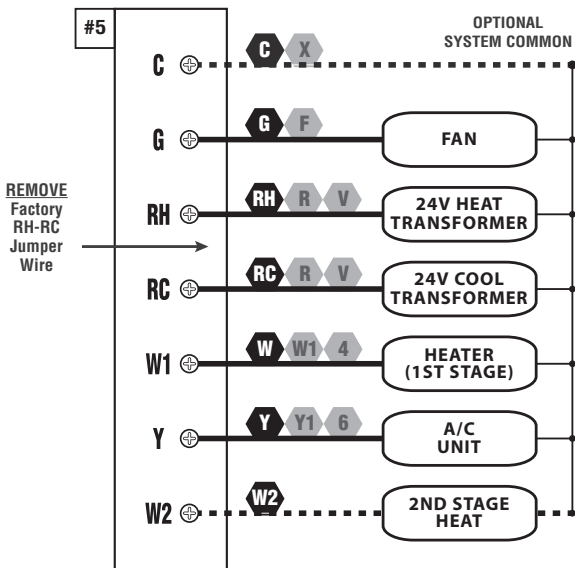 #5
OPTIONAL
SYSTEM COMMON
C C X
G G F FAN
REMOVE
Factory
RH-RC
Jumper
Wire
RH RH R V 24V HEAT
TRANSFORMER
RC RC R V 24V COOL
TRANSFORMER
W1 W W1 4 HEATER
(1ST STAGE)
Y Y Y1 6 A/C
UNIT
W2 W2 2ND STAGE
HEAT